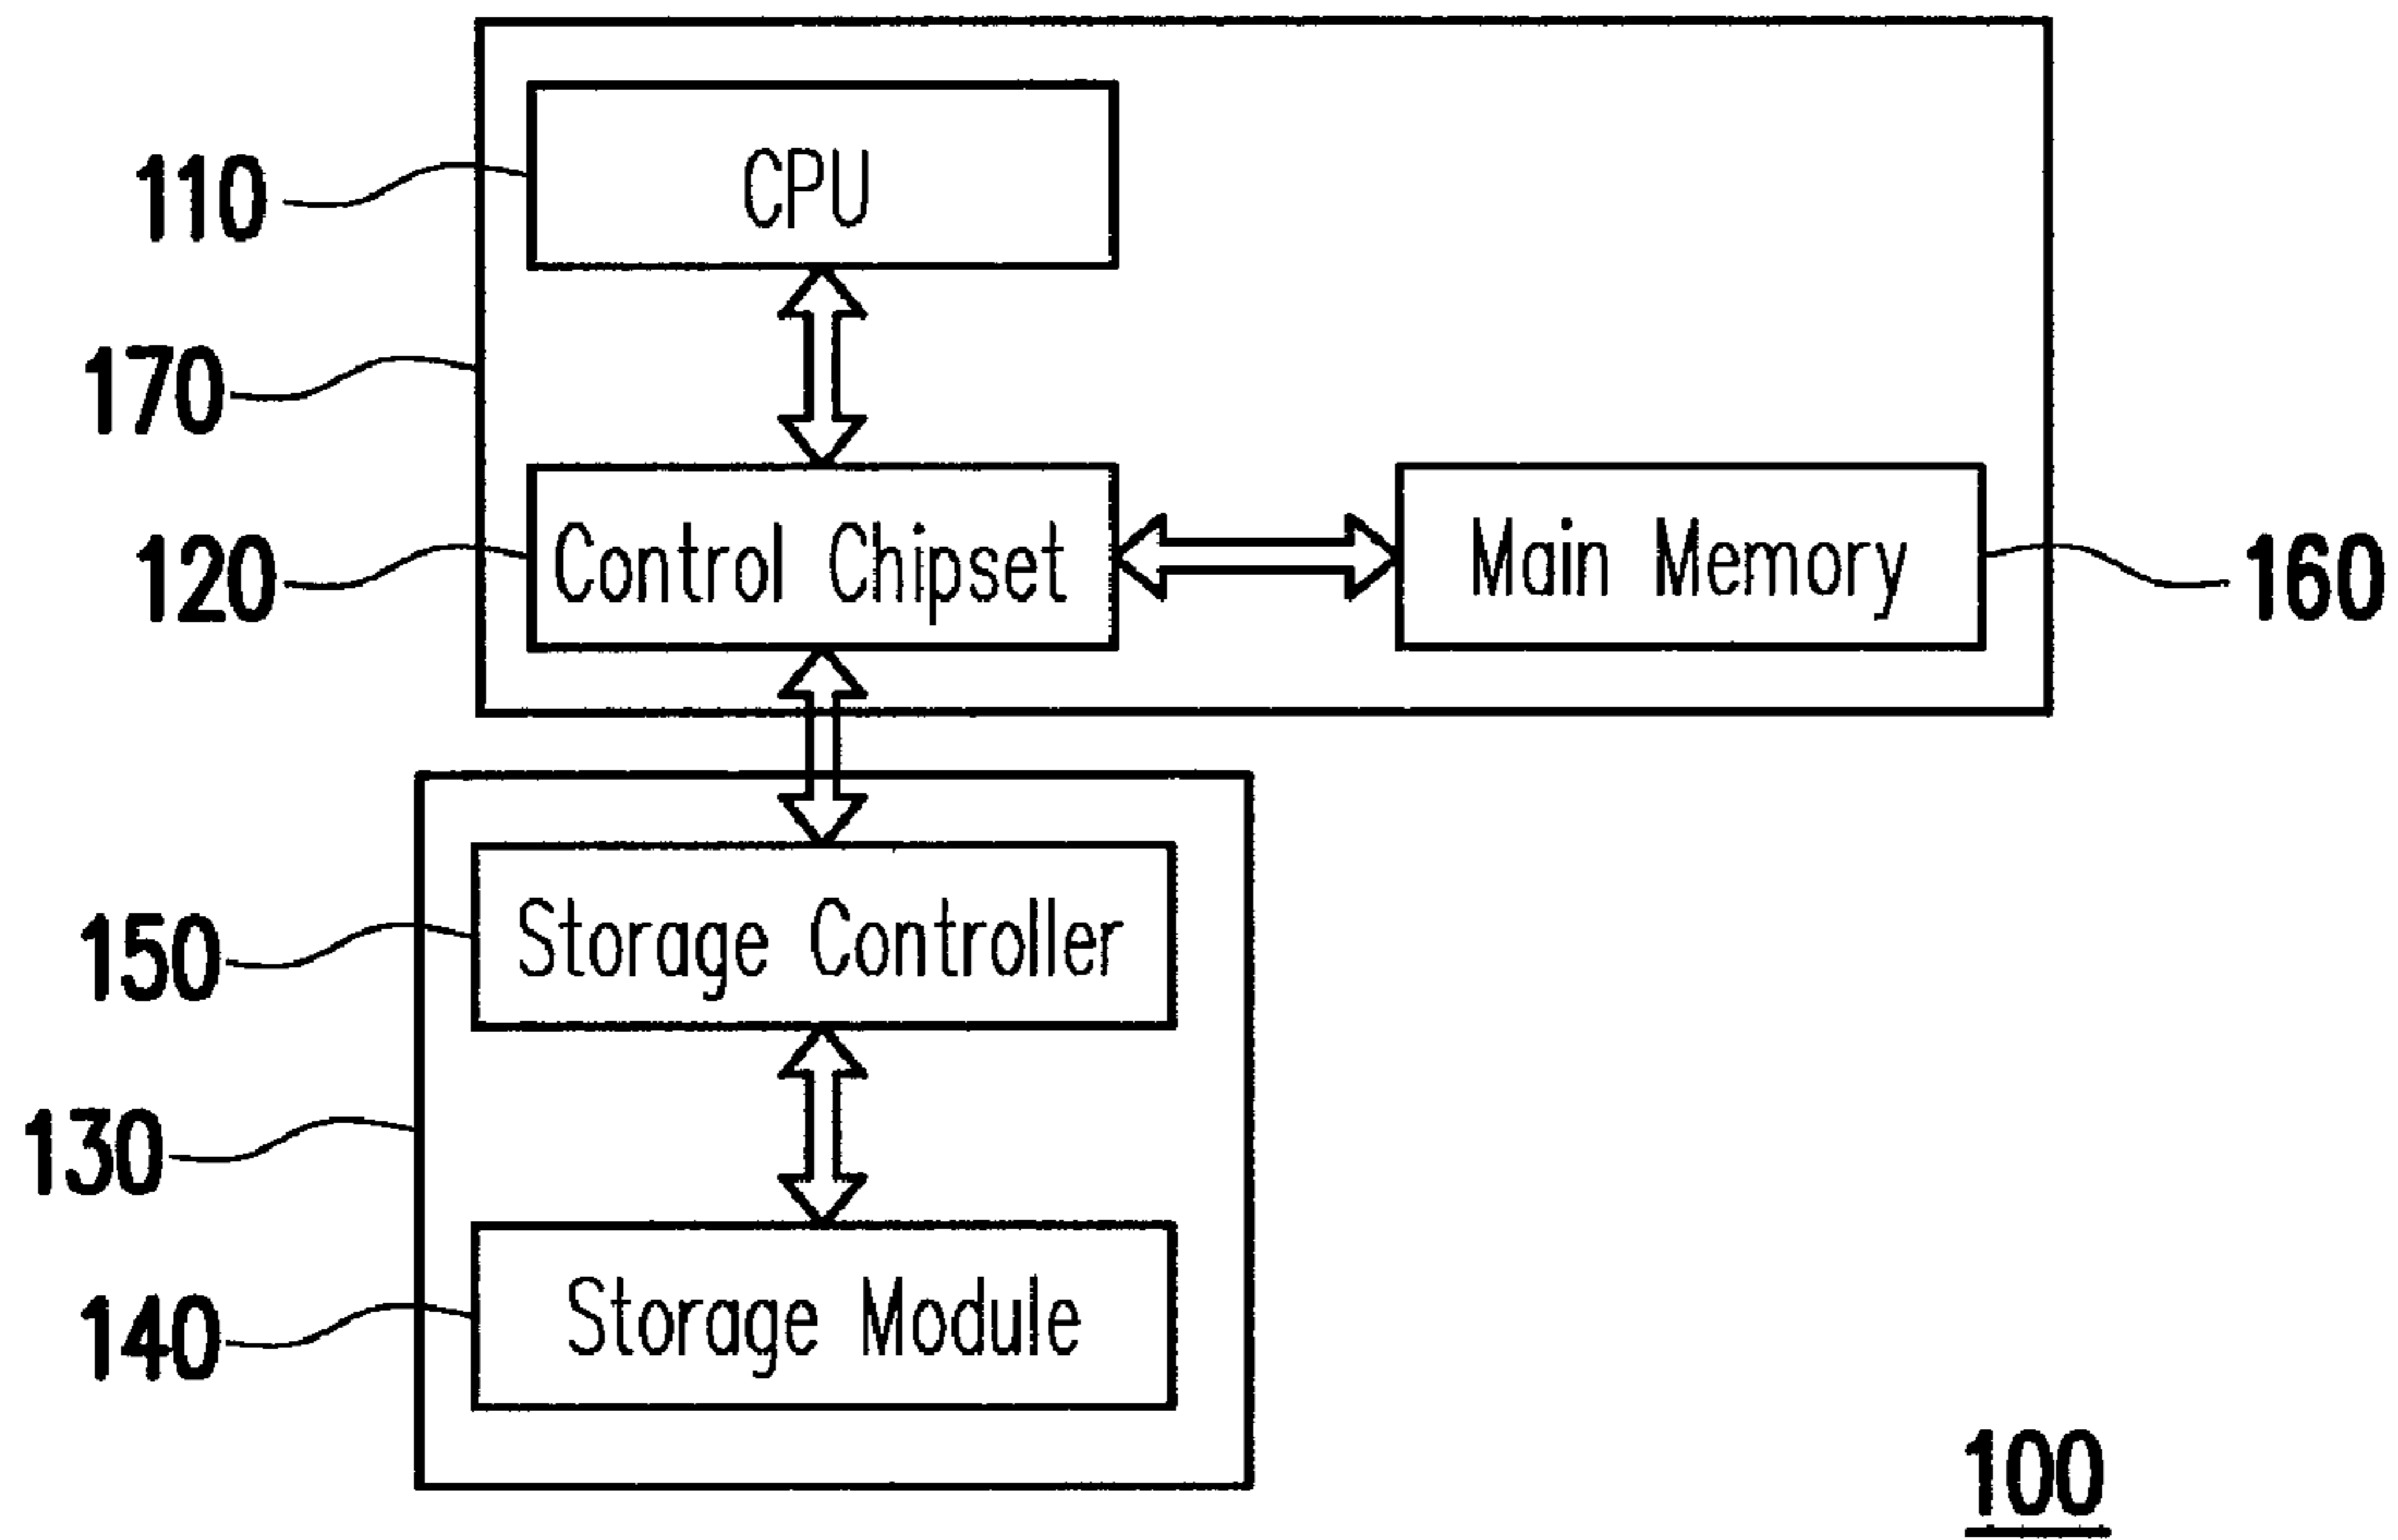 CPU
110
170
120
Control Chipset
Main Memory
160
150
Storage Controller
130
140
Storage Module
100